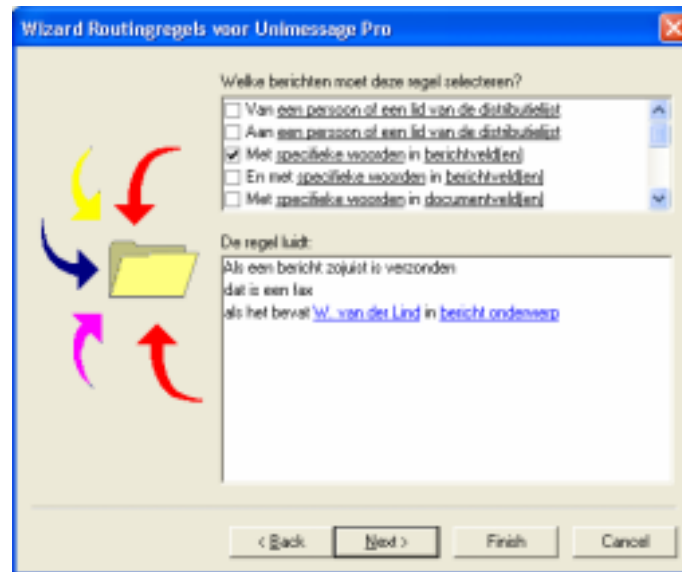 Wizard Routingregels voor Unimessage Pro
Welke berichten moet deze regel selecteren?
Van een persoon of een lid van de distributielijst
Aan een persoon of een lid van de distributielijst
Met specifieke woorden in berichtveld(en)
En met specifieke woorden in berichtveld(en)
Met specifieke woorden in documentveld(en)
De regel luidt:
Als een bericht zojuist is verzonden
dat is een fax
als het bevat W. van der Lind in bericht onderwerp
< Back Next > Finish Cancel